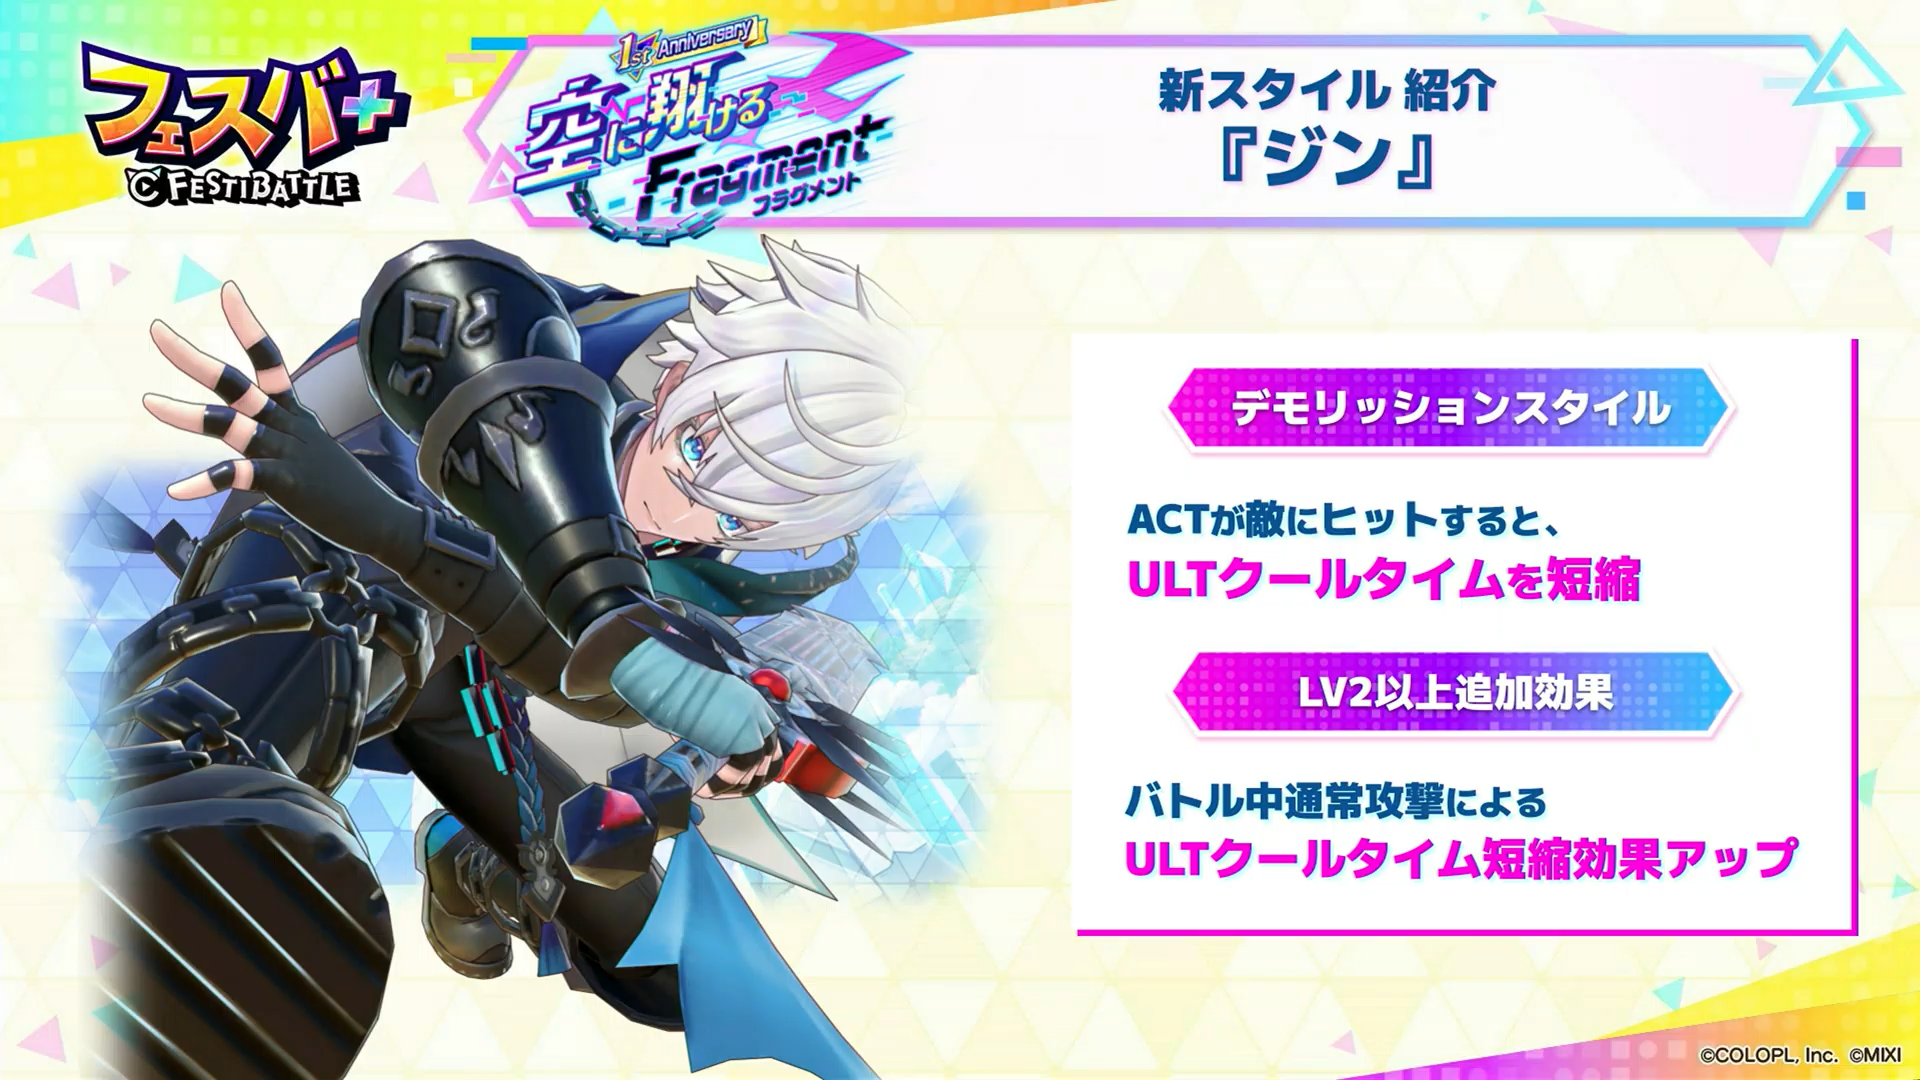 フェスバ+
FESTIBATTLE
1st Anniversary
空に翔ける
Fragment
フラグメント
新スタイル 紹介
『ジン』
デモリッションスタイル
ACTが敵にヒットすると、
ULTクールタイムを短縮
LV2以上追加効果
バトル中通常攻撃による
ULTクールタイム短縮効果アップ
©COLOPL, Inc. ©MIXI